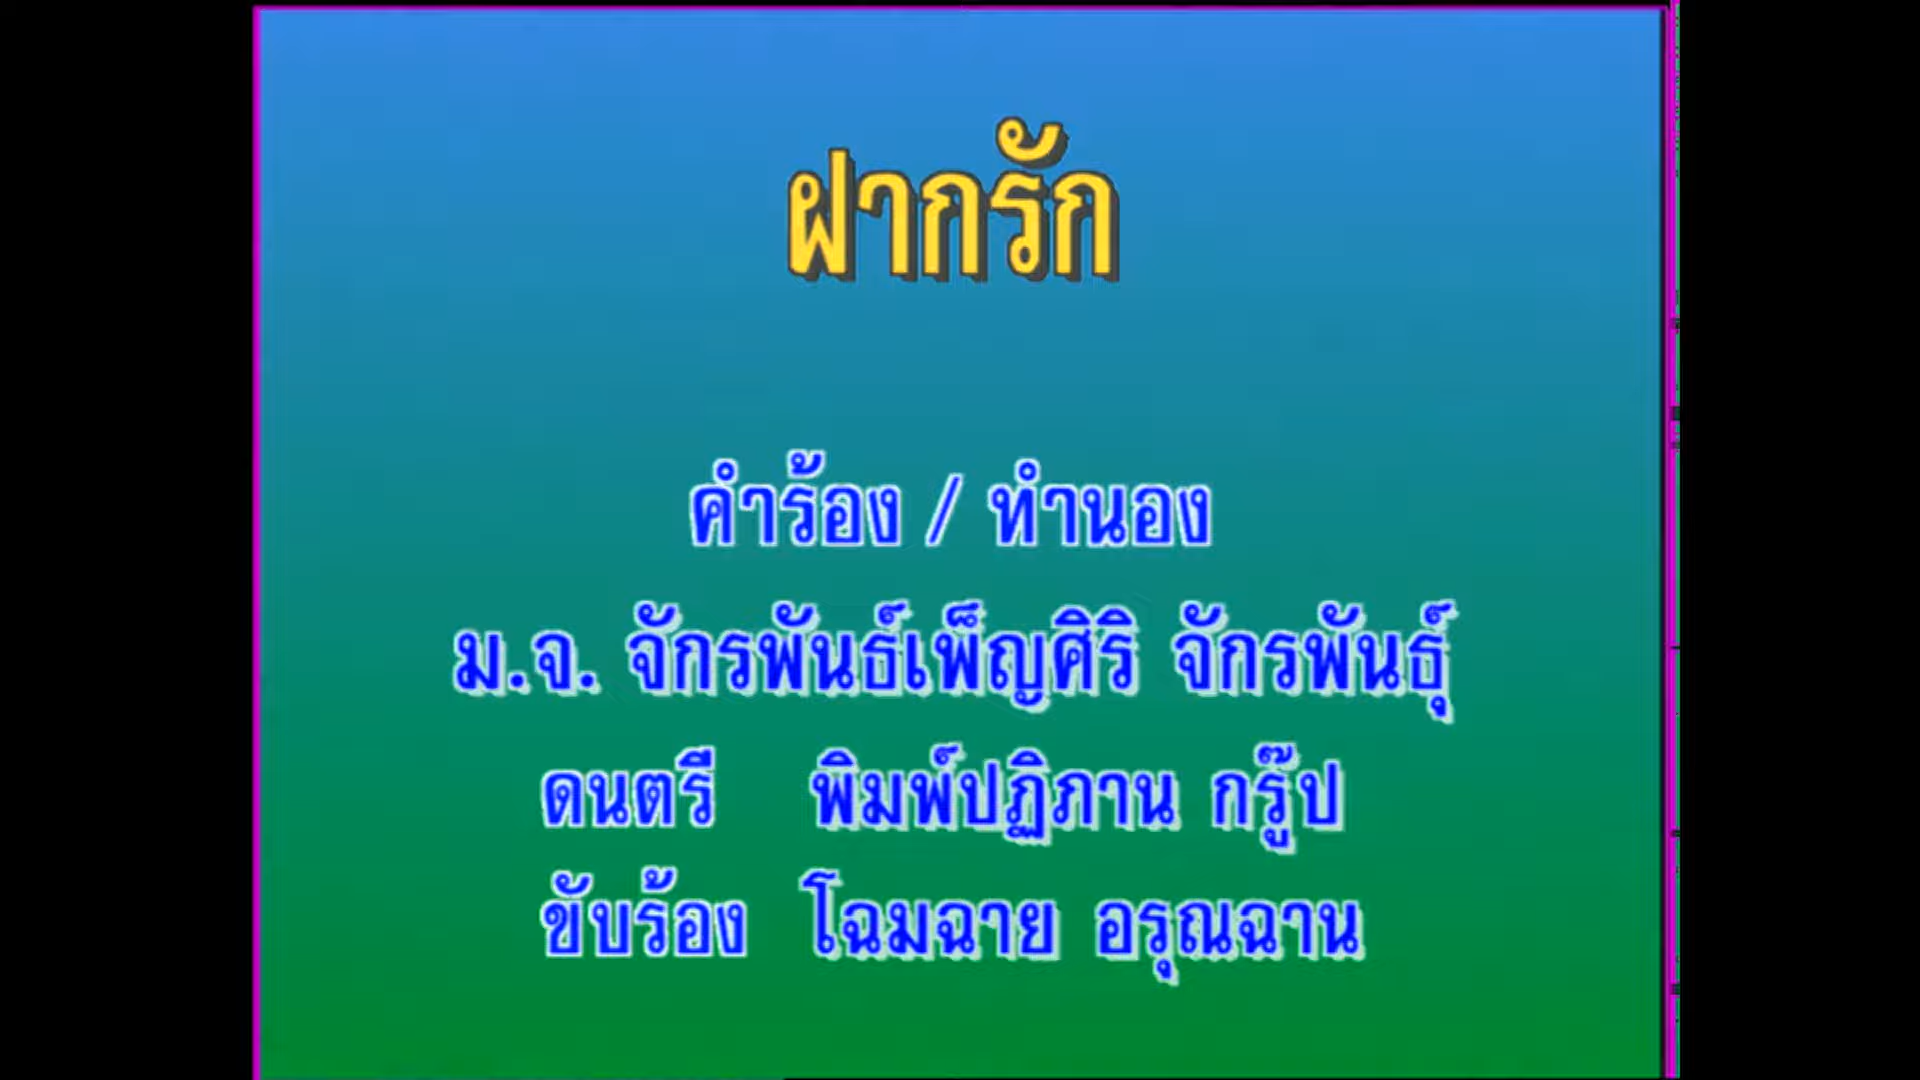 ฝากรัก
คำร้อง / ทำนอง
ม.จ. จักรพันธ์เพ็ญศิริ จักรพันธุ์
ดนตรี พิมพ์ปฏิภาน กรุ๊ป
ขับร้อง โฉมฉาย อรุณฉาน